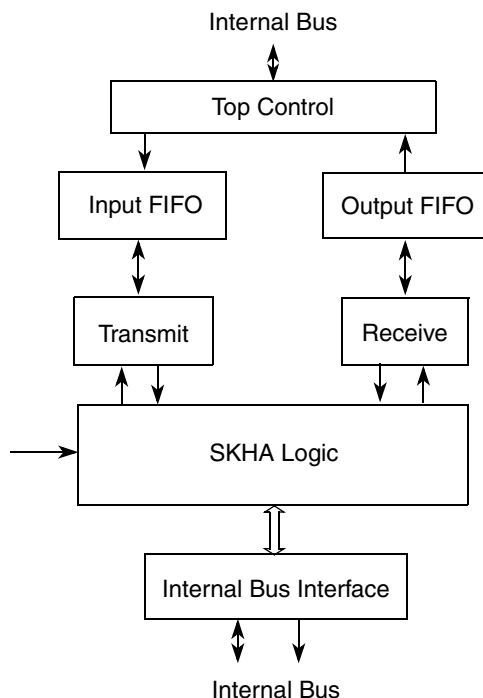 Internal Bus
Top Control
Input FIFO
Output FIFO
Transmit
Receive
SKHA Logic
Internal Bus Interface
Internal Bus